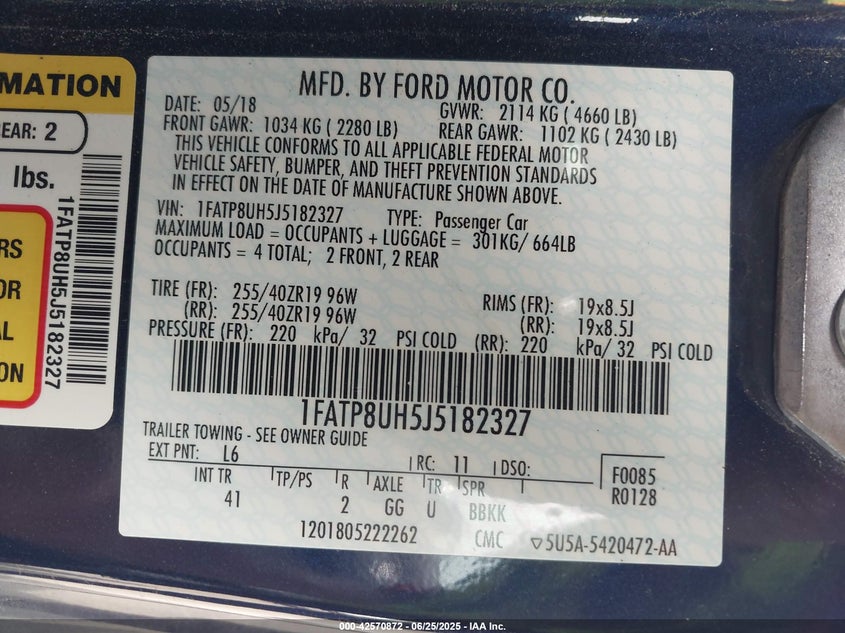 MFD. BY FORD MOTOR CO.
DATE: 05/18 GVWR: 2114 KG ( 4660 LB)
FRONT GAWR: 1034 KG ( 2280 LB) REAR GAWR: 1102 KG ( 2430 LB)
THIS VEHICLE CONFORMS TO ALL APPLICABLE FEDERAL MOTOR
VEHICLE SAFETY, BUMPER, AND THEFT PREVENTION STANDARDS
IN EFFECT ON THE DATE OF MANUFACTURE SHOWN ABOVE.
VIN: 1FATP8UH5J5182327 TYPE: Passenger Car
MAXIMUM LOAD = OCCUPANTS + LUGGAGE = 301KG/ 664LB
OCCUPANTS = 4 TOTAL; 2 FRONT, 2 REAR
TIRE (FR): 255/40ZR19 96W RIMS (FR): 19x8.5J
(RR): 255/40ZR19 96W (RR): 19x8.5J
PRESSURE (FR): 220 kPa/ 32 PSI COLD (RR): 220 kPa/ 32 PSI COLD
1FATP8UH5J5182327
TRAILER TOWING - SEE OWNER GUIDE
EXT PNT: L6 RC: 11 DSO: F0085
INT TR TP/PS R AXLE TR SPR R0128
41 2 GG U BBKK
1201805222262 CMC 5U5A-5420472-AA
MATION
EAR: 2
lbs.
1FATP8UH5J5182327
RS
OR
AL
ON
000-42570872 - 06/25/2025 - IAA Inc.